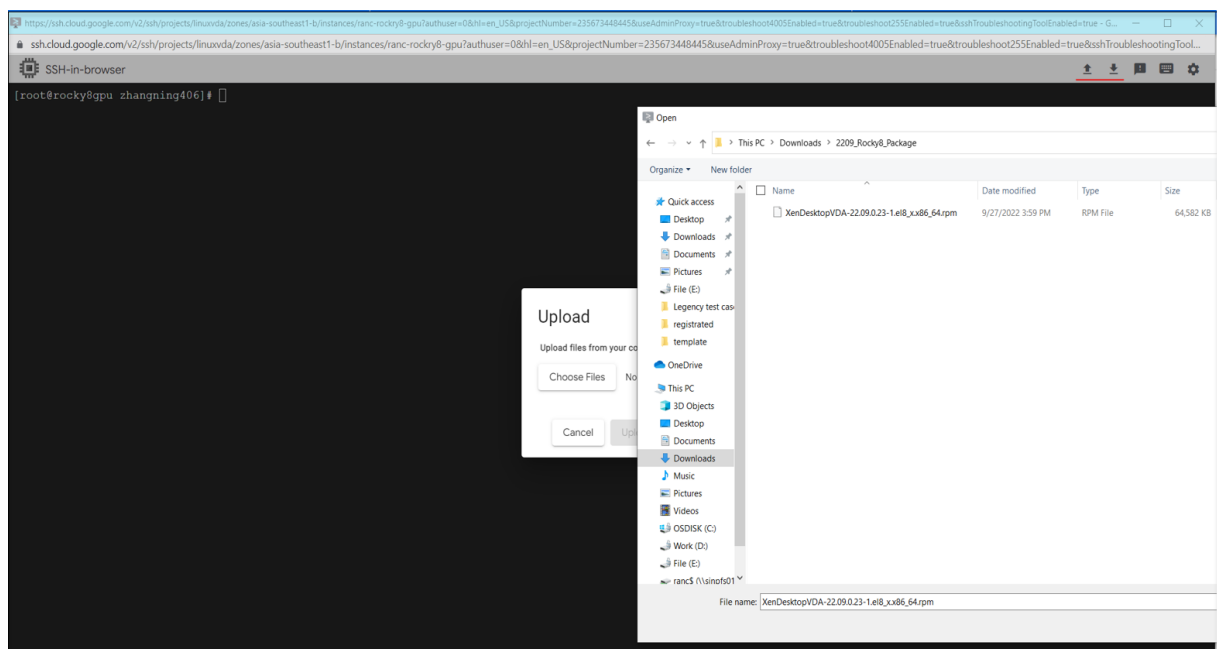 https://ssh.cloud.google.com/v2/ssh/projects/linuxvda/zones/asia-southeast1-b/instances/ranc-rockry8-gpu?authuser=0&hl=en_US&projectNumber=235673448445&useAdminProxy=true&troubleshoot4005Enabled=true&troubleshoot255Enabled=true&sshTroubleshootingToolEnabled=true - G...
ssh.cloud.google.com/v2/ssh/projects/linuxvda/zones/asia-southeast1-b/instances/ranc-rockry8-gpu?authuser=0&hl=en_US&projectNumber=235673448445&useAdminProxy=true&troubleshoot4005Enabled=true&troubleshoot255Enabled=true&sshTroubleshootingTool...
SSH-in-browser
[root@rocky8gpu zhangning406]#
Open
This PC > Downloads > 2209_Rocky8_Package
Organize New folder
Name Date modified Type Size
XenDesktopVDA-22.09.0.23-1.el8_x.x86_64.rpm 9/27/2022 3:59 PM RPM File 64,582 KB
Quick access
Desktop
Downloads
Documents
Pictures
File (E:)
Legency test cas
registrated
template
OneDrive
This PC
3D Objects
Desktop
Documents
Downloads
Music
Pictures
Videos
OSDISK (C:)
Work (D:)
File (E:)
ranc$ (\\sinpfs01
File name: XenDesktopVDA-22.09.0.23-1.el8_x.x86_64.rpm
Upload
Upload files from your co
Choose Files No
Cancel Upl